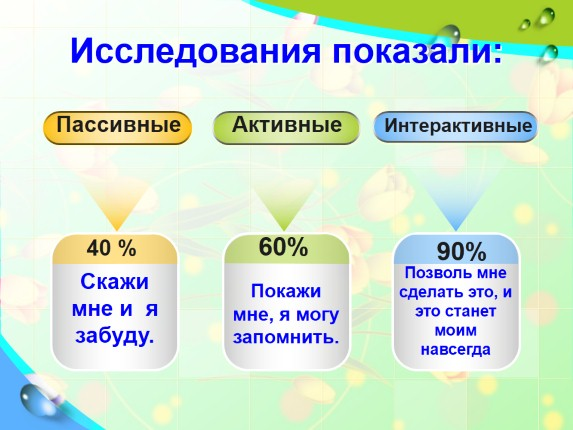 Исследования показали:
Пассивные
Активные
Интерактивные
40 %
Скажи
мне и я
забуду.
60%
Покажи
мне, я могу
запомнить.
90%
Позволь мне
сделать это, и
это станет
моим
навсегда